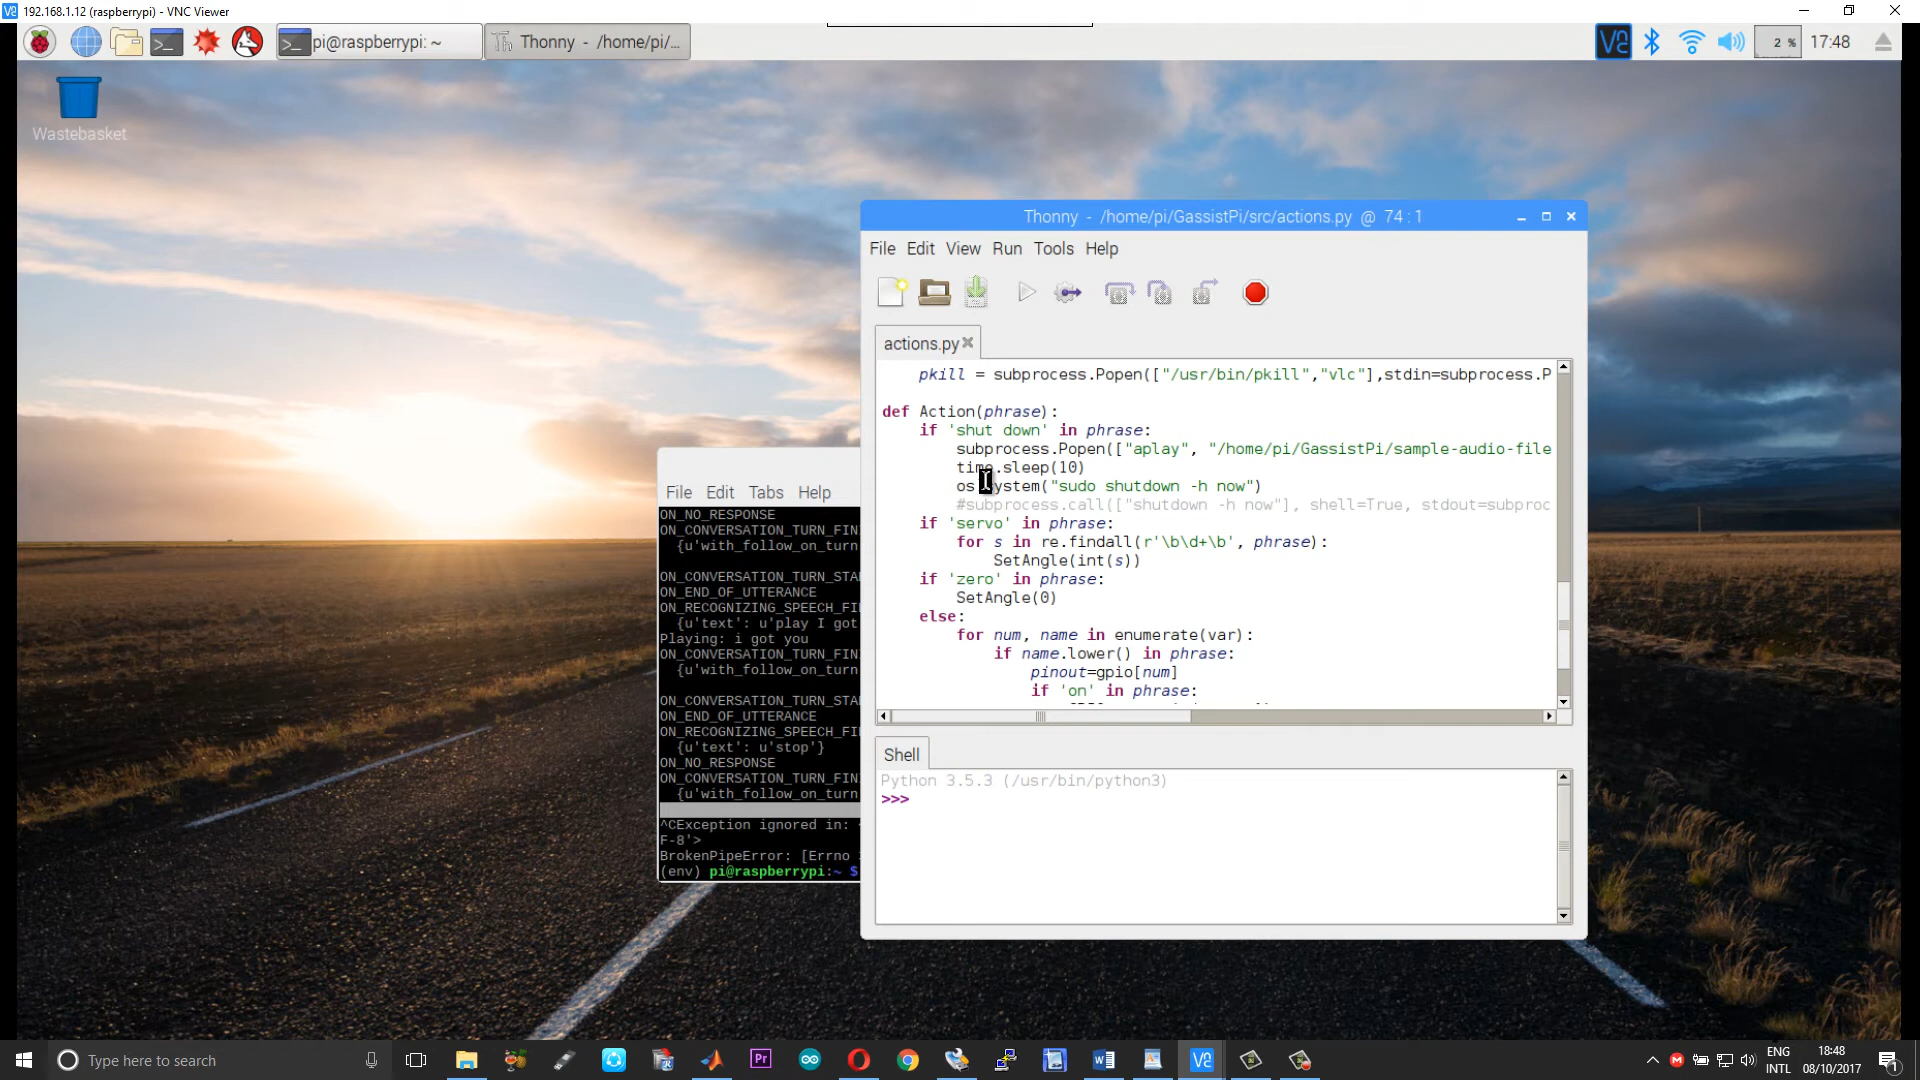 192.168.1.12 (raspberrypi) - VNC Viewer
pi@raspberrypi: ~
Thonny - /home/pi/...
2 %
17:48
Wastebasket
Thonny - /home/pi/GassistPi/src/actions.py @ 74 : 1
File Edit View Run Tools Help
actions.py
pkill = subprocess.Popen(["/usr/bin/pkill","vlc"],stdin=subprocess.P
def Action(phrase):
if 'shut down' in phrase:
subprocess.Popen(["aplay", "/home/pi/GassistPi/sample-audio-file
time.sleep(10)
os.system("sudo shutdown -h now")
#subprocess.call(["shutdown -h now"], shell=True, stdout=subproc
if 'servo' in phrase:
for s in re.findall(r'\b\d+\b', phrase):
SetAngle(int(s))
if 'zero' in phrase:
SetAngle(0)
else:
for num, name in enumerate(var):
if name.lower() in phrase:
pinout=gpio[num]
if 'on' in phrase:
Shell
Python 3.5.3 (/usr/bin/python3)
>>>
File Edit Tabs Help
ON_NO_RESPONSE
ON_CONVERSATION_TURN_FIN
{u'with_follow_on_turn
ON_CONVERSATION_TURN_STA
ON_END_OF_UTTERANCE
ON_RECOGNIZING_SPEECH_FI
{u'text': u'play I got
Playing: i got you
ON_CONVERSATION_TURN_FIN
{u'with_follow_on_turn
ON_CONVERSATION_TURN_STA
ON_END_OF_UTTERANCE
ON_RECOGNIZING_SPEECH_FI
{u'text': u'stop'}
ON_NO_RESPONSE
ON_CONVERSATION_TURN_FIN
{u'with_follow_on_turn
^CException ignored in:
F-8'>
BrokenPipeError: [Errno
(env) pi@raspberrypi:~ $
Type here to search
Pr
ENG
INTL
18:48
08/10/2017